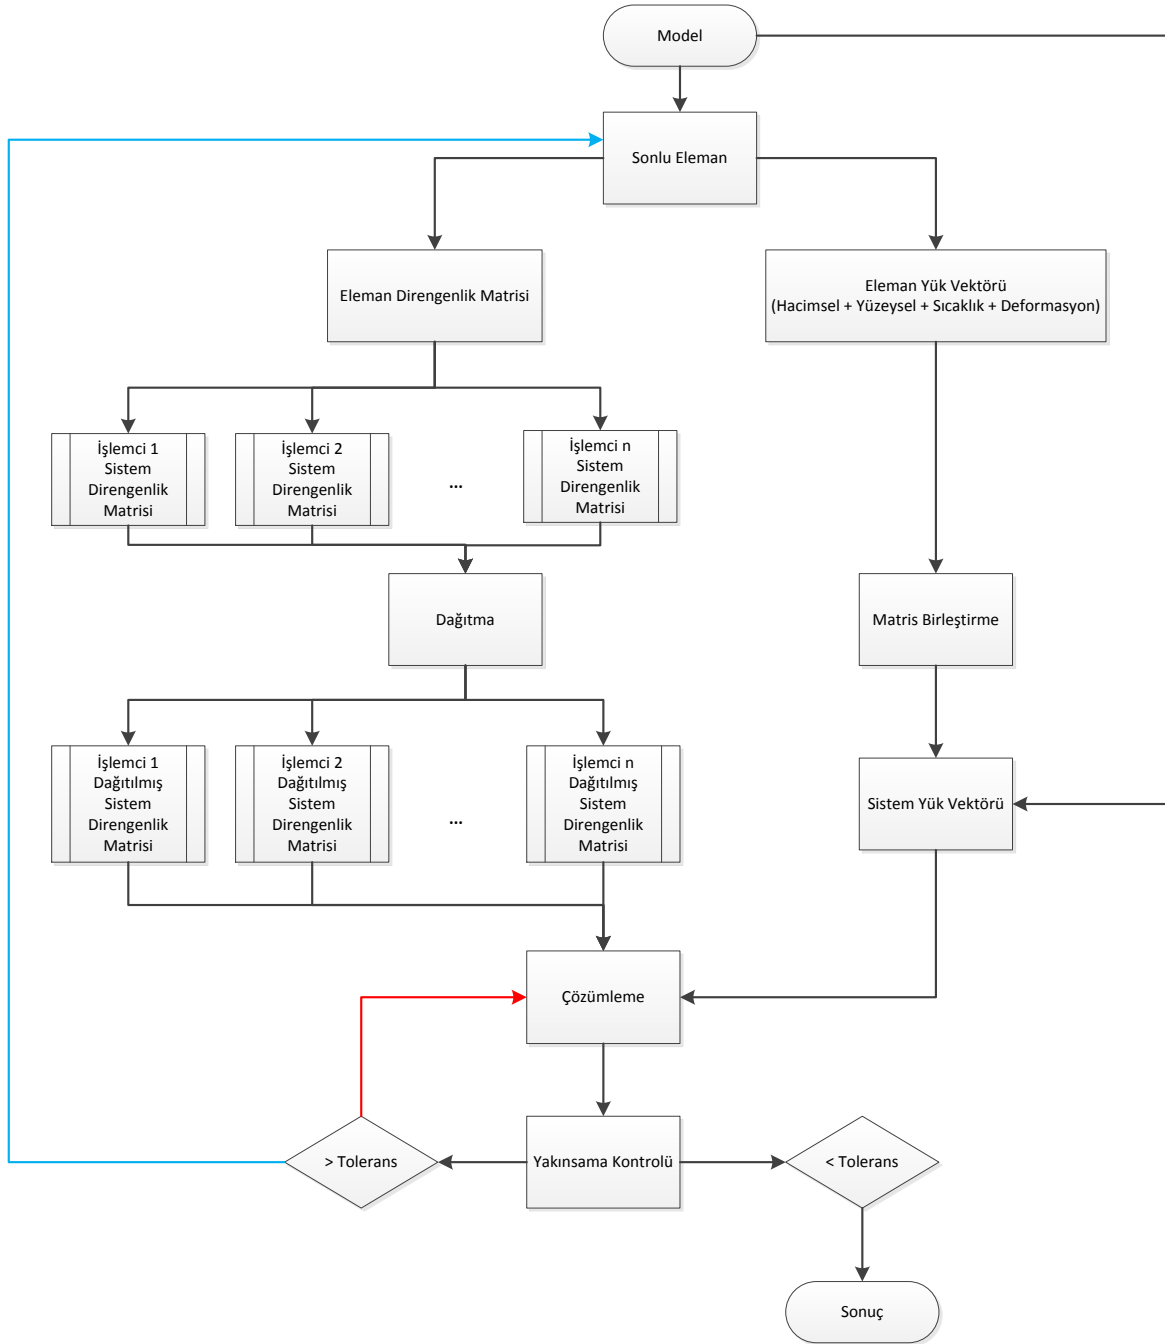 Model
Sonlu Eleman
Eleman Direngenlik Matrisi
Eleman Yük Vektörü
(Hacimsel + Yüzeysel + Sıcaklık + Deformasyon)
İşlemci 1
Sistem
Direngenlik
Matrisi
İşlemci 2
Sistem
Direngenlik
Matrisi
...
İşlemci n
Sistem
Direngenlik
Matrisi
Dağıtma
Matris Birleştirme
İşlemci 1
Dağıtılmış
Sistem
Direngenlik
Matrisi
İşlemci 2
Dağıtılmış
Sistem
Direngenlik
Matrisi
...
İşlemci n
Dağıtılmış
Sistem
Direngenlik
Matrisi
Sistem Yük Vektörü
Çözümleme
> Tolerans
Yakınsama Kontrolü
< Tolerans
Sonuç